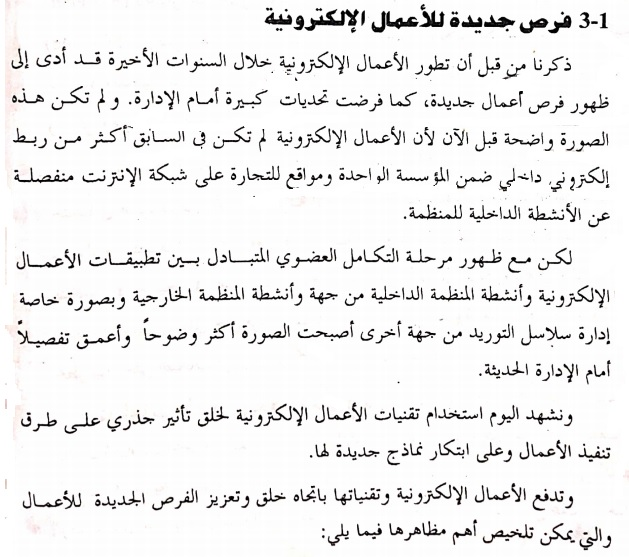 3-1 فرص جديدة للأعمال الإلكترونية
ذكرنا من قبل أن تطور الأعمال الإلكترونية خلال السنوات الأخيرة قد أدى إلى
ظهور فرص أعمال جديدة، كما فرضت تحديات كبيرة أمام الإدارة. ولم تكن هذه
الصورة واضحة قبل الآن لأن الأعمال الإلكترونية لم تكن في السابق أكثر من ربط
إلكتروني داخلي ضمن المؤسسة الواحدة ومواقع للتجارة على شبكة الإنترنت منفصلة
عن الأنشطة الداخلية للمنظمة.
لكن مع ظهور مرحلة التكامل العضوي المتبادل بين تطبيقات الأعمال
الإلكترونية وأنشطة المنظمة الداخلية من جهة وأنشطة المنظمة الخارجية وبصورة خاصة
إدارة سلاسل التوريد من جهة أخرى أصبحت الصورة أكثر وضوحاً وأعمق تفصيلاً
أمام الإدارة الحديثة.
ونشهد اليوم استخدام تقنيات الأعمال الإلكترونية لخلق تأثير جذري على طرق
تنفيذ الأعمال وعلى ابتكار نماذج جديدة لها.
وتدفع الأعمال الإلكترونية وتقنياتها باتجاه خلق وتعزيز الفرص الجديدة للأعمال
والتي يمكن تلخيص أهم مظاهرها فيما يلي: